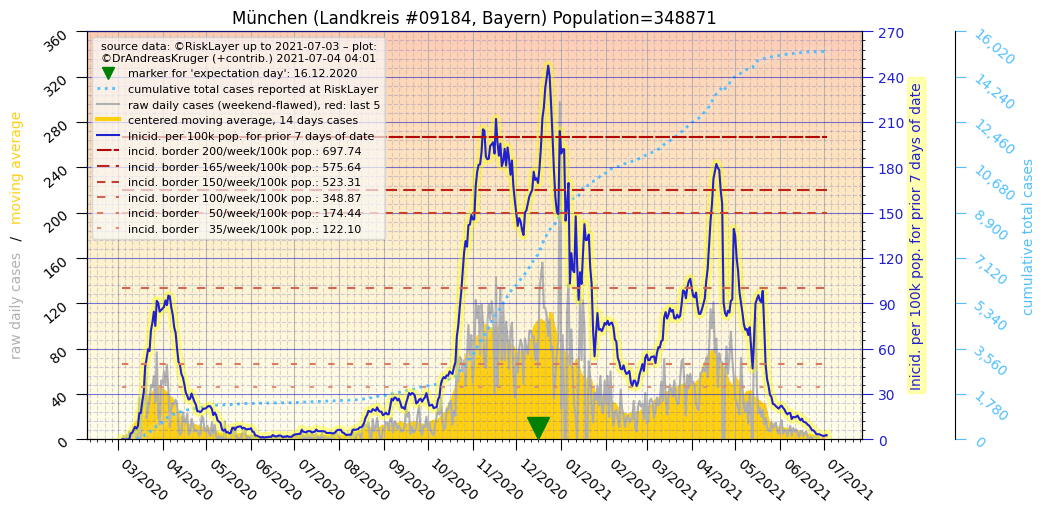 München (Landkreis #09184, Bayern) Population=348871
source data: ©RiskLayer up to 2021-07-03 – plot:
©DrAndreasKruger (+contrib.) 2021-07-04 04:01
marker for 'expectation day': 16.12.2020
cumulative total cases reported at RiskLayer
raw daily cases (weekend-flawed), red: last 5
centered moving average, 14 days cases
Inicid. per 100k pop. for prior 7 days of date
incid. border 200/week/100k pop.: 697.74
incid. border 165/week/100k pop.: 575.64
incid. border 150/week/100k pop.: 523.31
incid. border 100/week/100k pop.: 348.87
incid. border   50/week/100k pop.: 174.44
incid. border   35/week/100k pop.: 122.10
raw daily cases / moving average
360
320
280
240
200
160
120
80
40
0
270
240
210
180
150
120
90
60
30
0
Inicid. per 100k pop. for prior 7 days of date
16,020
14,240
12,460
10,680
8,900
7,120
5,340
3,560
1,780
0
cumulative total cases
03/2020
04/2020
05/2020
06/2020
07/2020
08/2020
09/2020
10/2020
11/2020
12/2020
01/2021
02/2021
03/2021
04/2021
05/2021
06/2021
07/2021